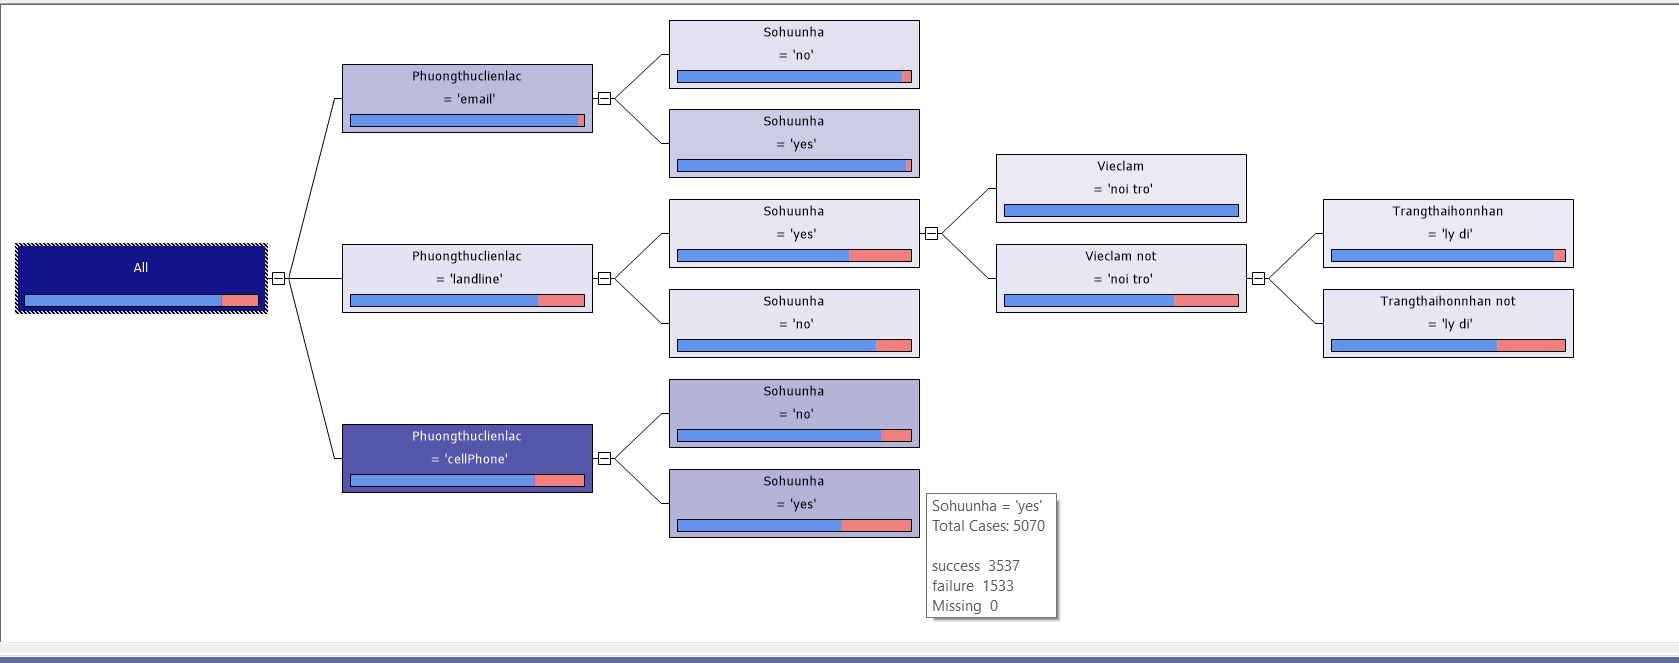 All
Phuongthuclienlac
= 'email'
Sohuunha
= 'no'
Sohuunha
= 'yes'
Phuongthuclienlac
= 'landline'
Sohuunha
= 'yes'
Vieclam
= 'noi tro'
Vieclam not
= 'noi tro'
Trangthaihonnhan
= 'ly di'
Trangthaihonnhan not
= 'ly di'
Sohuunha
= 'no'
Phuongthuclienlac
= 'cellPhone'
Sohuunha
= 'no'
Sohuunha
= 'yes'
Sohuunha = 'yes'
Total Cases: 5070
success 3537
failure 1533
Missing 0